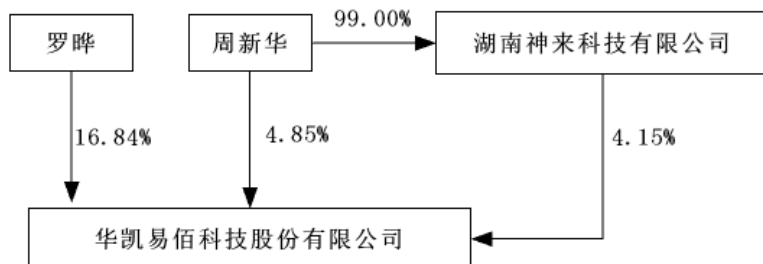 99.00%
罗晔
周新华
湖南神来科技有限公司
16.84%
4.85%
4.15%
华凯易佰科技股份有限公司